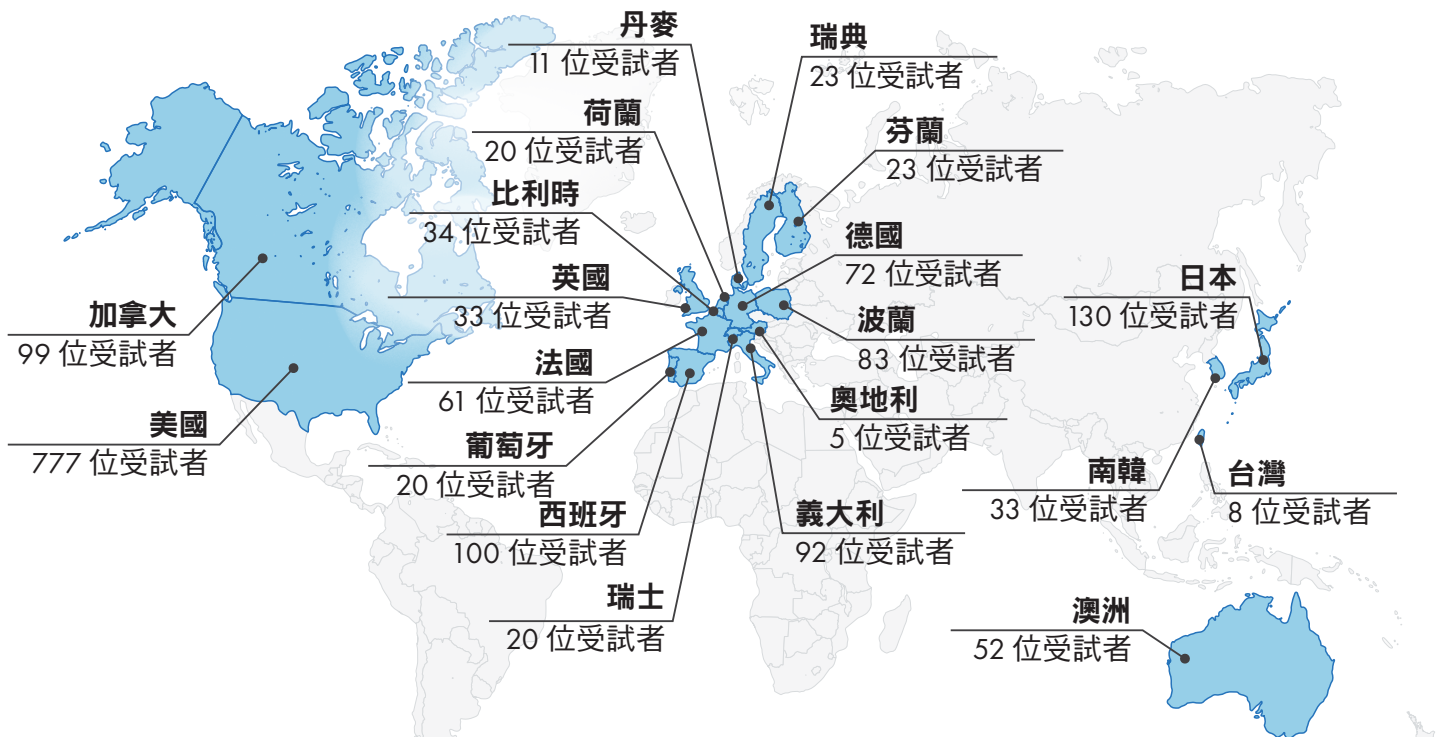 丹麥
11 位受試者
瑞典
23 位受試者
荷蘭
20 位受試者
芬蘭
23 位受試者
比利時
34 位受試者
德國
72 位受試者
英國
33 位受試者
日本
130 位受試者
加拿大
99 位受試者
波蘭
83 位受試者
法國
61 位受試者
奧地利
5 位受試者
美國
777 位受試者
葡萄牙
20 位受試者
南韓
33 位受試者
台灣
8 位受試者
西班牙
100 位受試者
義大利
92 位受試者
瑞士
20 位受試者
澳洲
52 位受試者